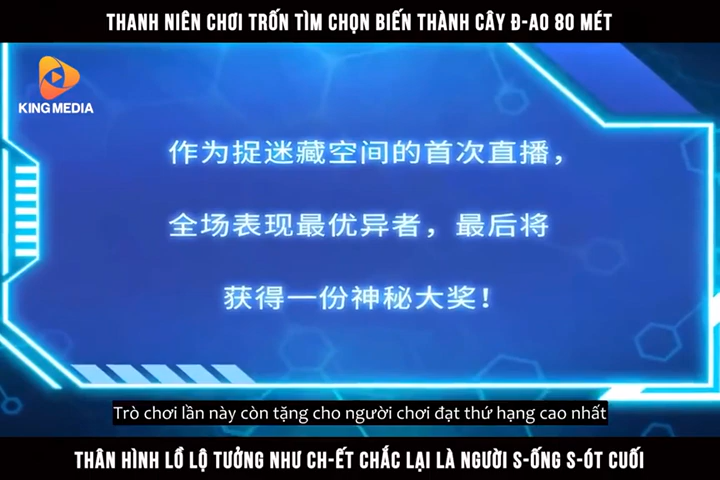 THANH NIÊN CHƠI TRỐN TÌM CHỌN BIẾN THÀNH CÂY Đ-AO 80 MÉT
KING MEDIA
作为捉迷藏空间的首次直播，
全场表现最优异者，最后将
获得一份神秘大奖！
Trò chơi lần này còn tặng cho người chơi đạt thứ hạng cao nhất
THÂN HÌNH LỒ LỘ TƯỞNG NHƯ CH-ẾT CHẮC LẠI LÀ NGƯỜI S-ỐNG S-ÓT CUỐI